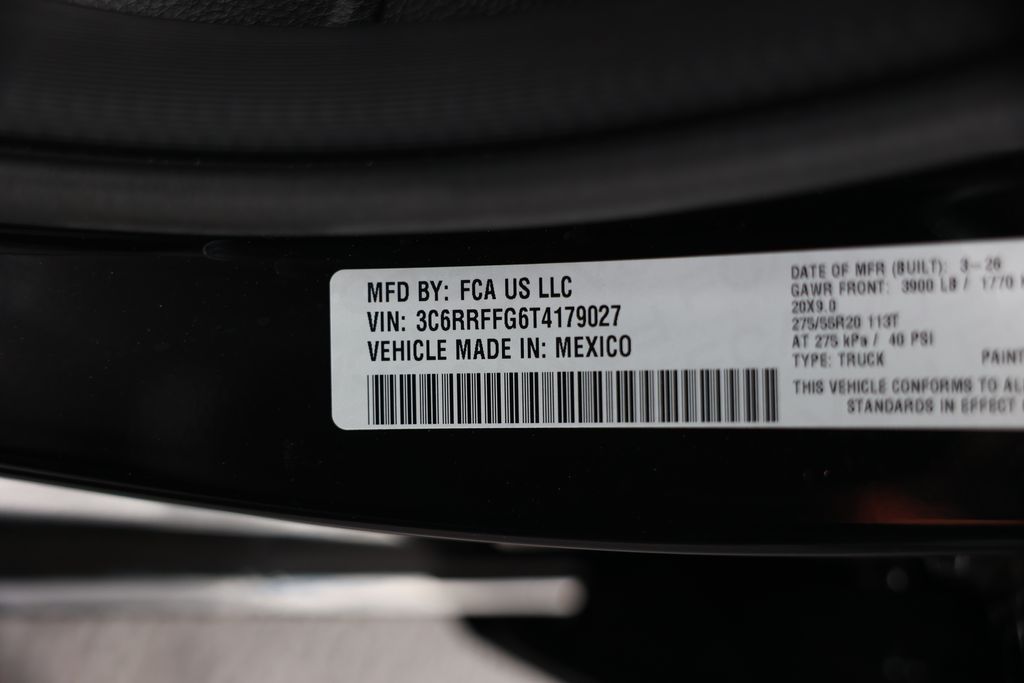 MFD BY: FCA US LLC
VIN: 3C6RRFFG6T4179027
VEHICLE MADE IN: MEXICO
DATE OF MFR (BUILT): 3-26
GAWR FRONT: 3900 LB / 1770
20X9.0
275/55R20 113T
AT 275 kPa / 40 PSI
TYPE: TRUCK PAINT
THIS VEHICLE CONFORMS TO AL
STANDARDS IN EFFECT